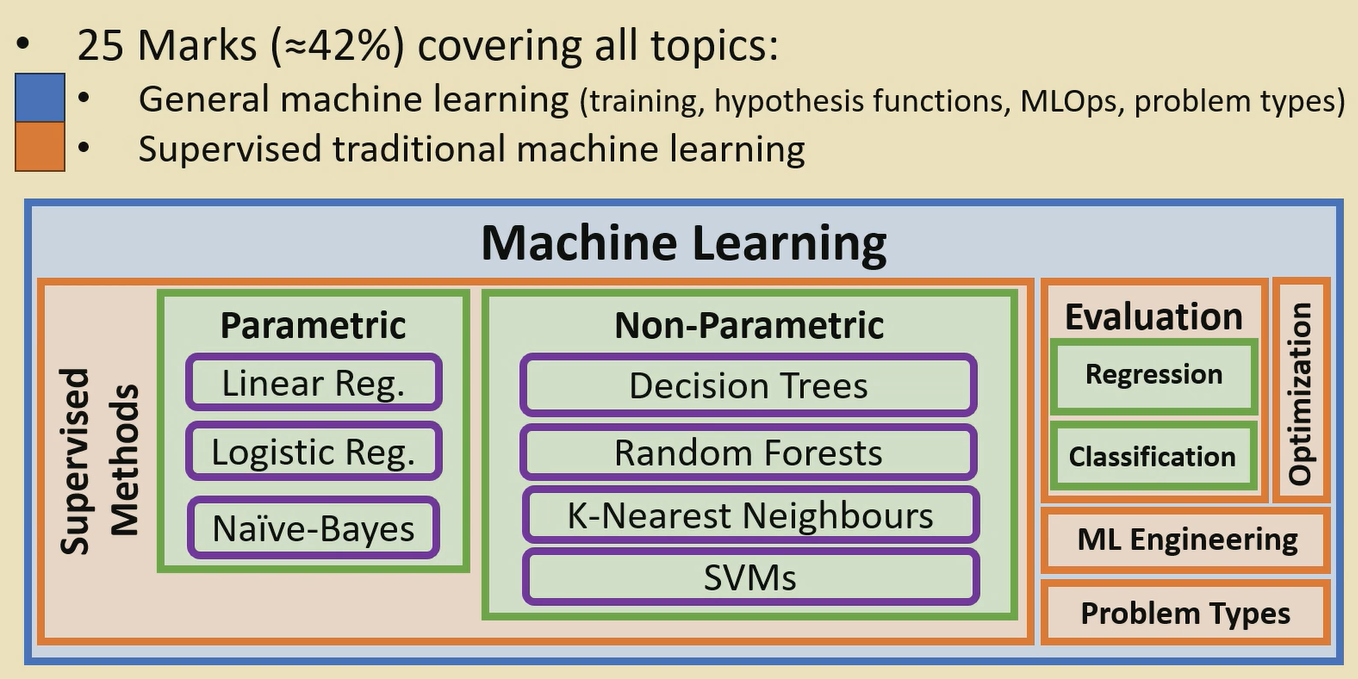 • 25 Marks (≈42%) covering all topics:
• General machine learning (training, hypothesis functions, MLOps, problem types)
• Supervised traditional machine learning
Machine Learning
Supervised
Methods
Parametric
Linear Reg.
Logistic Reg.
Naïve-Bayes
Non-Parametric
Decision Trees
Random Forests
K-Nearest Neighbours
SVMs
Evaluation
Regression
Classification
Optimization
ML Engineering
Problem Types